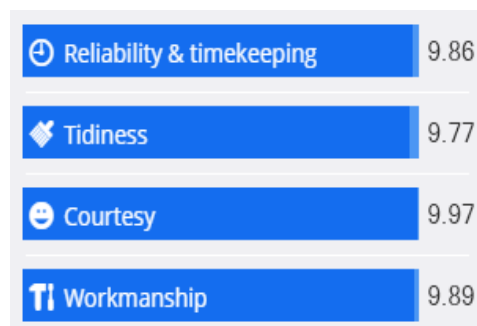 Reliability & timekeeping 9.86
Tidiness 9.77
Courtesy 9.97
Workmanship 9.89